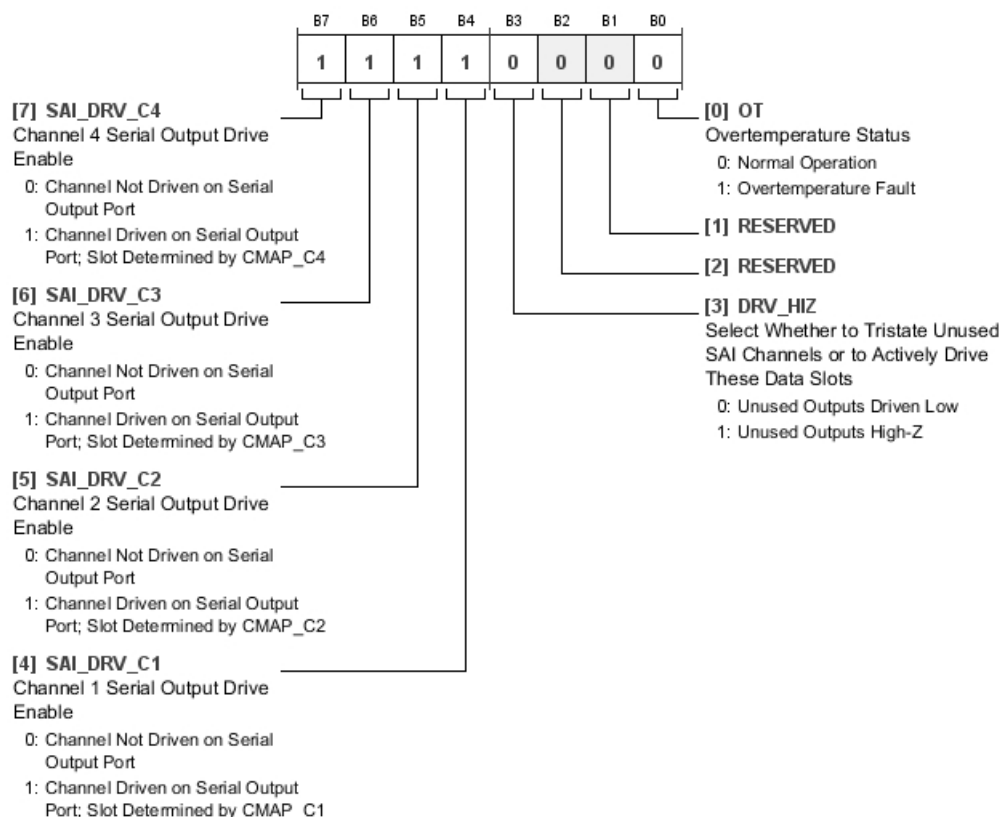 B7 B6 B5 B4 B3 B2 B1 B0
1 1 1 1 0 0 0 0
[7] SAI_DRV_C4
Channel 4 Serial Output Drive
Enable
0: Channel Not Driven on Serial
Output Port
1: Channel Driven on Serial Output
Port; Slot Determined by CMAP_C4
[6] SAI_DRV_C3
Channel 3 Serial Output Drive
Enable
0: Channel Not Driven on Serial
Output Port
1: Channel Driven on Serial Output
Port; Slot Determined by CMAP_C3
[5] SAI_DRV_C2
Channel 2 Serial Output Drive
Enable
0: Channel Not Driven on Serial
Output Port
1: Channel Driven on Serial Output
Port; Slot Determined by CMAP_C2
[4] SAI_DRV_C1
Channel 1 Serial Output Drive
Enable
0: Channel Not Driven on Serial
Output Port
1: Channel Driven on Serial Output
Port; Slot Determined by CMAP_C1
[0] OT
Overtemperature Status
0: Normal Operation
1: Overtemperature Fault
[1] RESERVED
[2] RESERVED
[3] DRV_HIZ
Select Whether to Tristate Unused
SAI Channels or to Actively Drive
These Data Slots
0: Unused Outputs Driven Low
1: Unused Outputs High-Z